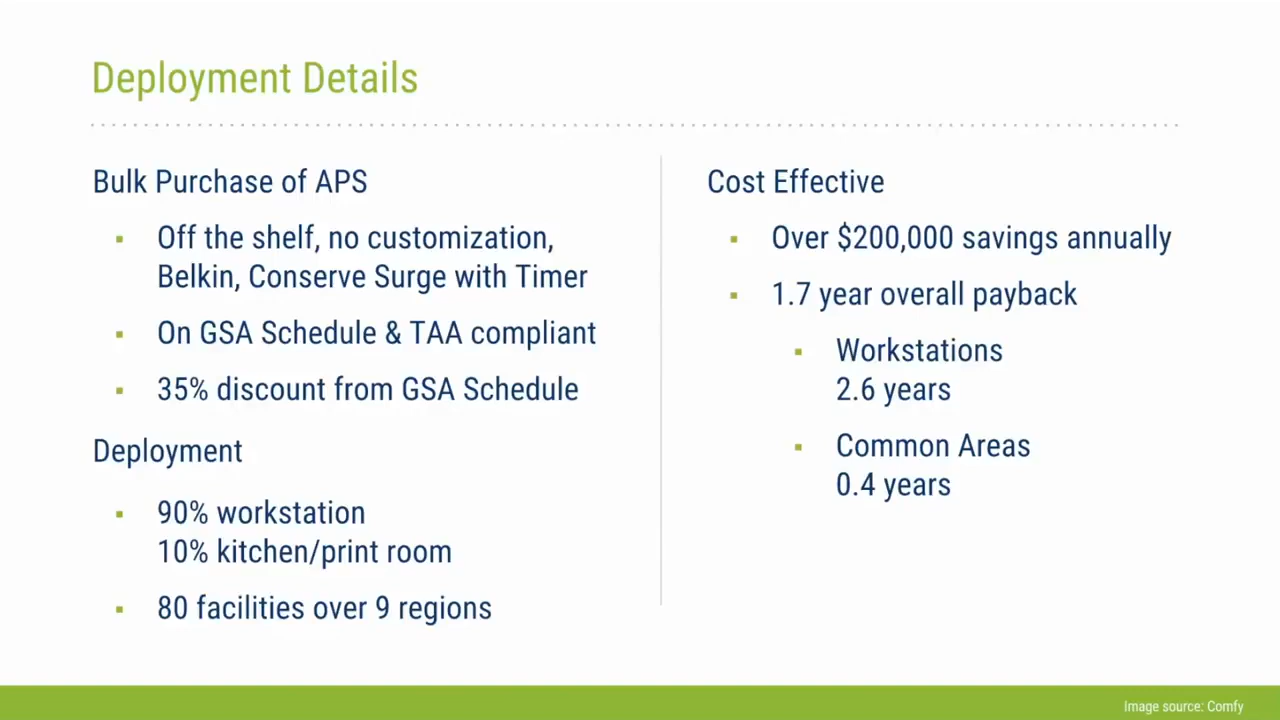 Deployment Details
Bulk Purchase of APS
Off the shelf, no customization,
Belkin, Conserve Surge with Timer
On GSA Schedule & TAA compliant
35% discount from GSA Schedule
Deployment
90% workstation
10% kitchen/print room
80 facilities over 9 regions
Cost Effective
Over $200,000 savings annually
1.7 year overall payback
Workstations
2.6 years
Common Areas
0.4 years
Image source: Comfy